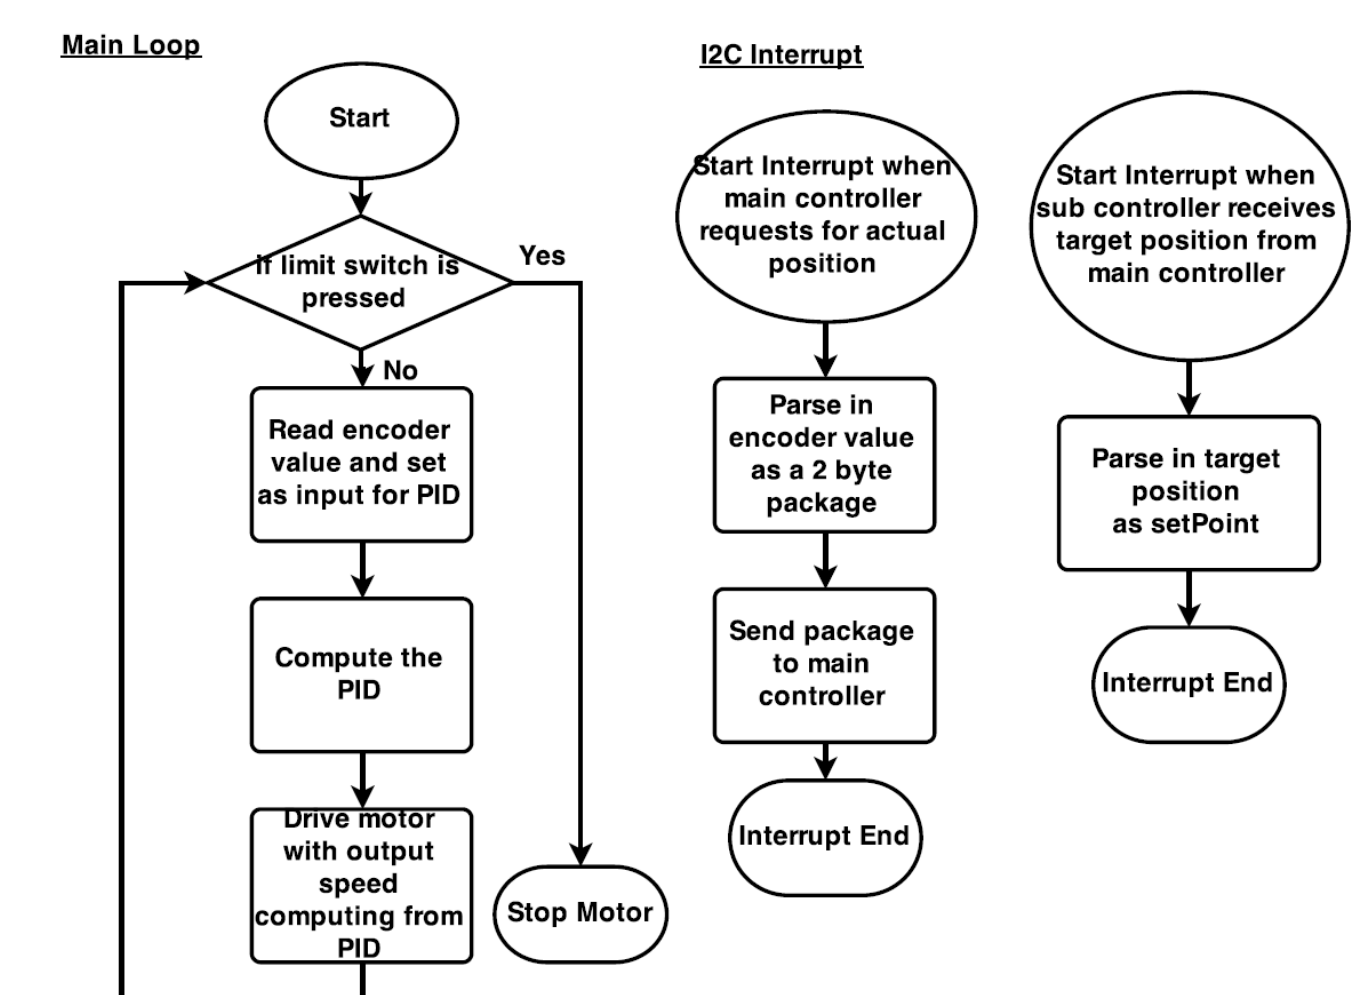 Main Loop
Start
if limit switch is
pressed
Yes
No
Read encoder
value and set
as input for PID
Compute the
PID
Drive motor
with output
speed
computing from
PID
Stop Motor
I2C Interrupt
Start Interrupt when
main controller
requests for actual
position
Parse in
encoder value
as a 2 byte
package
Send package
to main
controller
Interrupt End
Start Interrupt when
sub controller receives
target position from
main controller
Parse in target
position
as setPoint
Interrupt End